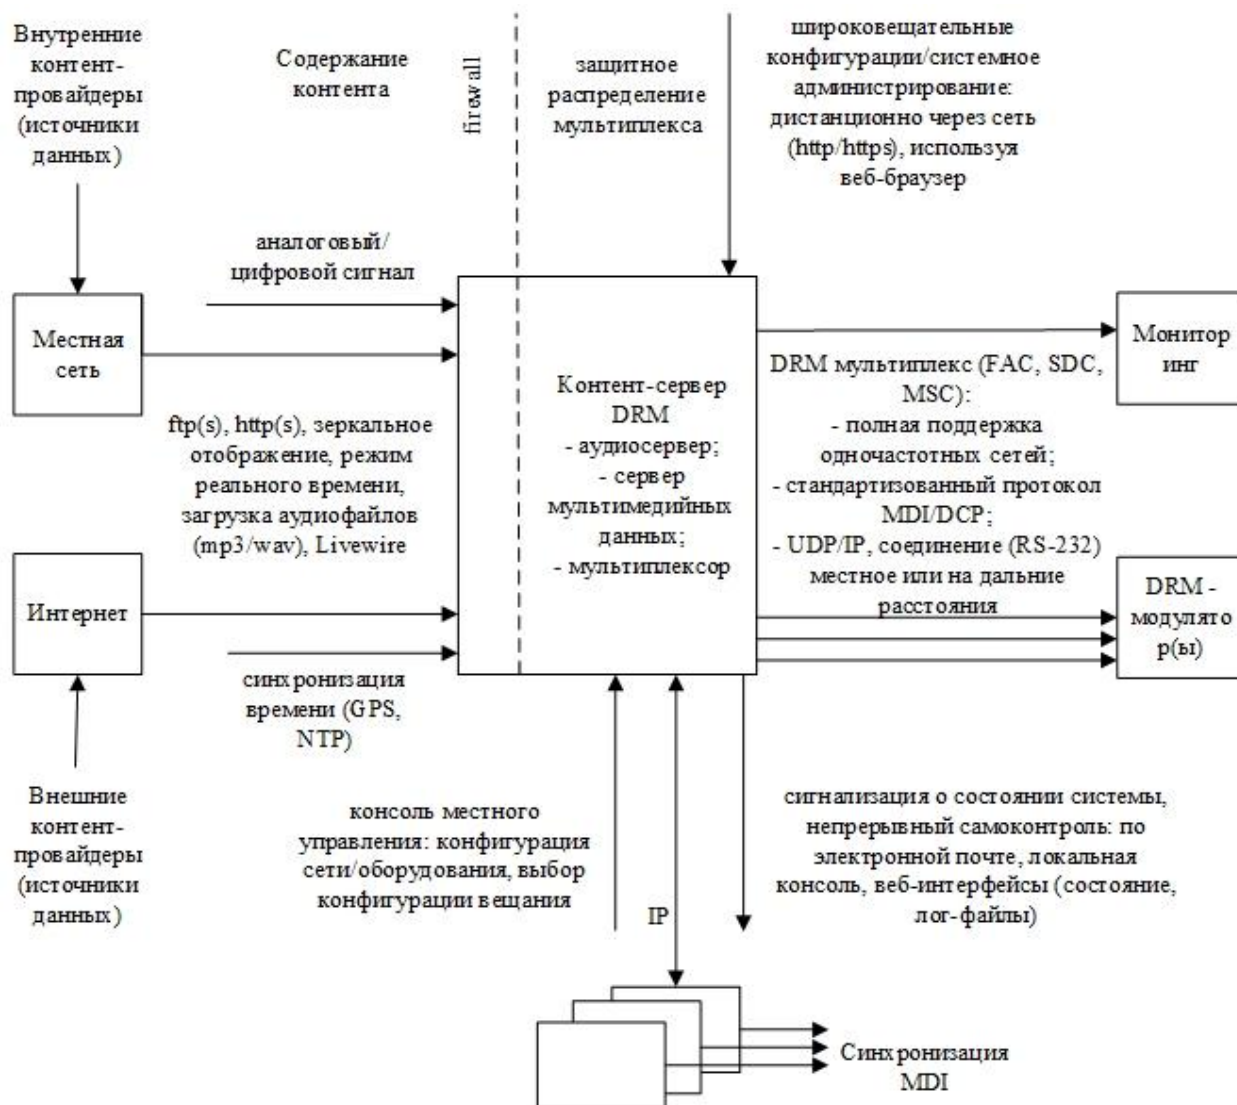 Внутренние
контент-
провайдеры
(источники
данных)
Содержание
контента
firewall
защитное
распределение
мультиплекса
широковещательные
конфигурации/системное
администрирование:
дистанционно через сеть
(http/https), используя
веб-браузер
аналоговый/
цифровой сигнал
Местная
сеть
ftp(s), http(s), зеркальное
отображение, режим
реального времени,
загрузка аудиофайлов
(mp3/wav), Livewire
Интернет
синхронизация
времени (GPS,
NTP)
Внешние
контент-
провайдеры
(источники
данных)
Контент-сервер
DRM
- аудиосервер;
- сервер
мультимедийных
данных;
- мультиплексор
Монитор
инг
DRM мультиплекс (FAC, SDC,
MSC):
- полная поддержка
одночастотных сетей;
- стандартизованный протокол
MDI/DCP;
- UDP/IP, соединение (RS-232)
местное или на дальние
расстояния
DRM -
модулято
р(ы)
консоль местного
управления: конфигурация
сети/оборудования, выбор
конфигурации вещания
IP
сигнализация о состоянии системы,
непрерывный самоконтроль: по
электронной почте, локальная
консоль, веб-интерфейсы (состояние,
лог-файлы)
Синхронизация
MDI